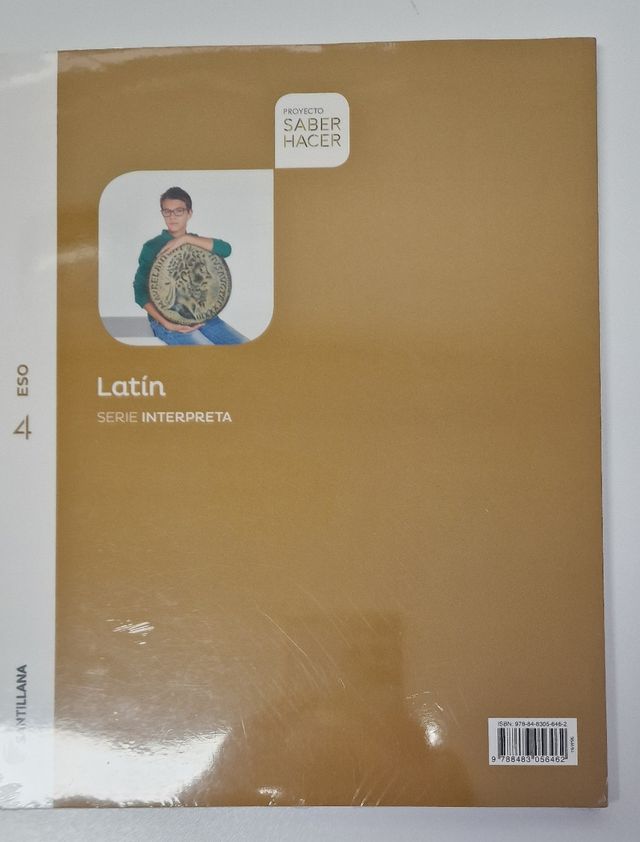 PROYECTO
SABER
HACER
Latín
SERIE INTERPRETA
4 ESO
SANTILLANA
ISBN: 978-84-8305-646-2
9 788483 056462